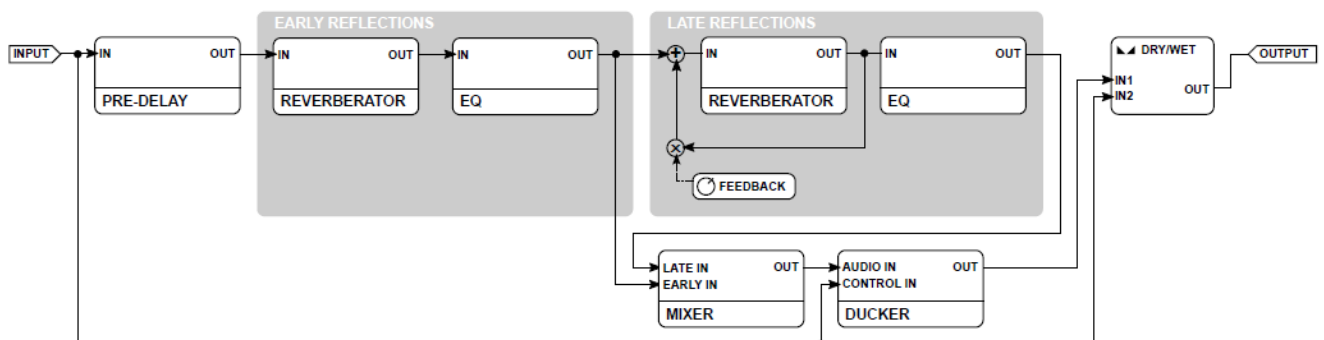 EARLY REFLECTIONS
LATE REFLECTIONS
INPUT
IN OUT
PRE-DELAY
IN OUT
REVERBERATOR
IN OUT
EQ
IN OUT
REVERBERATOR
IN OUT
EQ
FEEDBACK
DRY/WET
IN1
IN2
OUT
OUTPUT
LATE IN OUT
EARLY IN
MIXER
AUDIO IN OUT
CONTROL IN
DUCKER